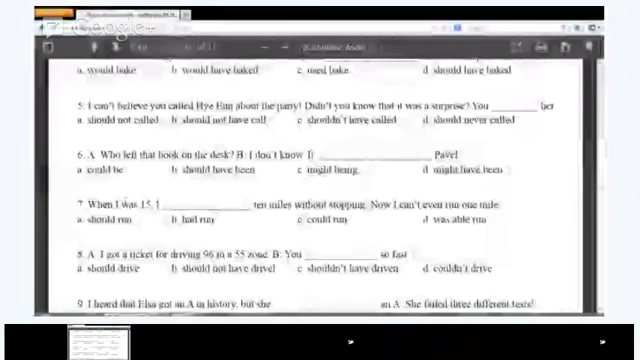 Google+
a. would bake b. would have baked c. used bake d. should have baked
5. I can't believe you called Hye Eun about the party! Didn't you know that it was a surprise? You ________ her
a. should not called b. should not have call c. shouldn't have called d. should never called
6. A. Who left that book on the desk? B: I don't know. It ________ Pavel
a. could be b. should have been c. might being d. might have been
7. When I was 15, I ________ ten miles without stopping. Now I can't even run one mile.
a. should run b. had run c. could run d. was able run
8. A. I got a ticket for driving 96 in a 55 zone. B: You ________ so fast
a. should drive b. should not have drivel c. shouldn't have driven d. couldn't drive
9. I heard that Elsa got an A in history, but she ________ an A. She failed three different tests!